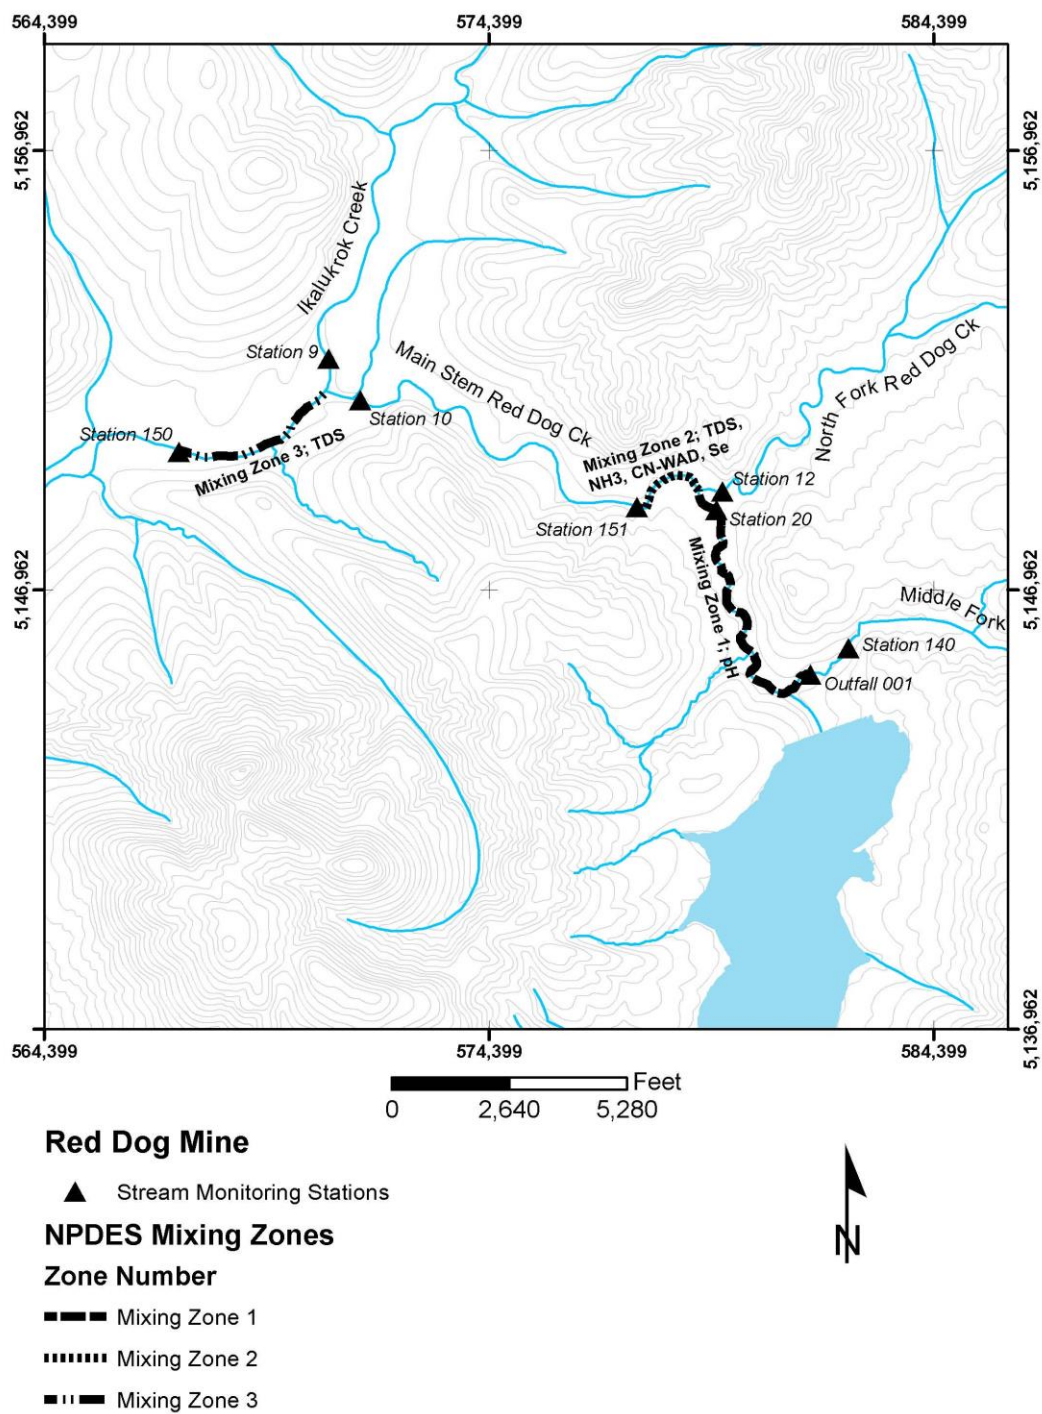 564,399
574,399
584,399
5,156,962
5,156,962
Ikalukrok Creek
Station 9
Main Stem Red Dog Ck
North Fork Red Dog Ck
Station 10
Station 150
Mixing Zone 3; TDS
Mixing Zone 2; TDS,
NH3, CN-WAD, Se
Station 12
Station 20
Station 151
Mixing Zone 1; pH
5,146,962
5,146,962
Middle Fork
Station 140
Outfall 001
5,136,962
564,399
574,399
584,399
Feet
0
2,640
5,280
Red Dog Mine
Stream Monitoring Stations
NPDES Mixing Zones
Zone Number
Mixing Zone 1
Mixing Zone 2
Mixing Zone 3
N